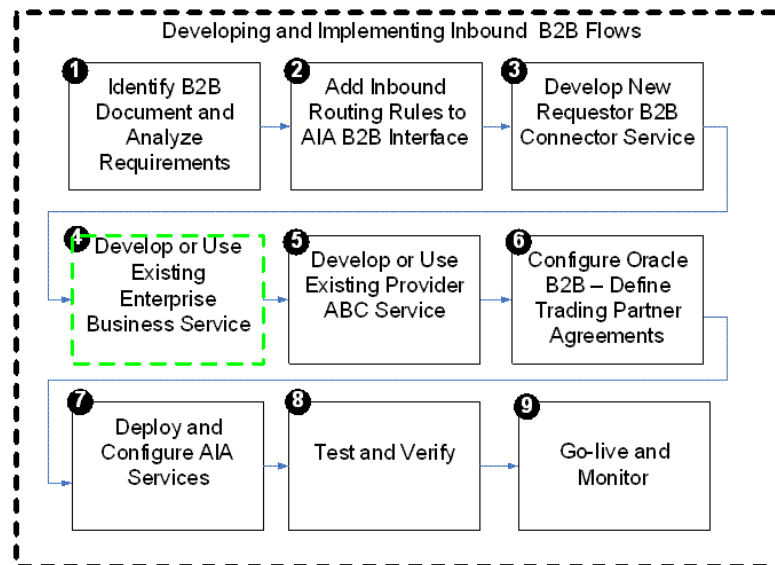 Developing and Implementing Inbound B2B Flows
1
Identify B2B
Document and
Analyze
Requirements
2
Add Inbound
Routing Rules to
AIA B2B Interface
3
Develop New
Requestor B2B
Connector Service
4
Develop or Use
Existing
Enterprise
Business Service
5
Develop or Use
Existing Provider
ABC Service
6
Configure Oracle
B2B – Define
Trading Partner
Agreements
7
Deploy and
Configure AIA
Services
8
Test and Verify
9
Go-live and
Monitor